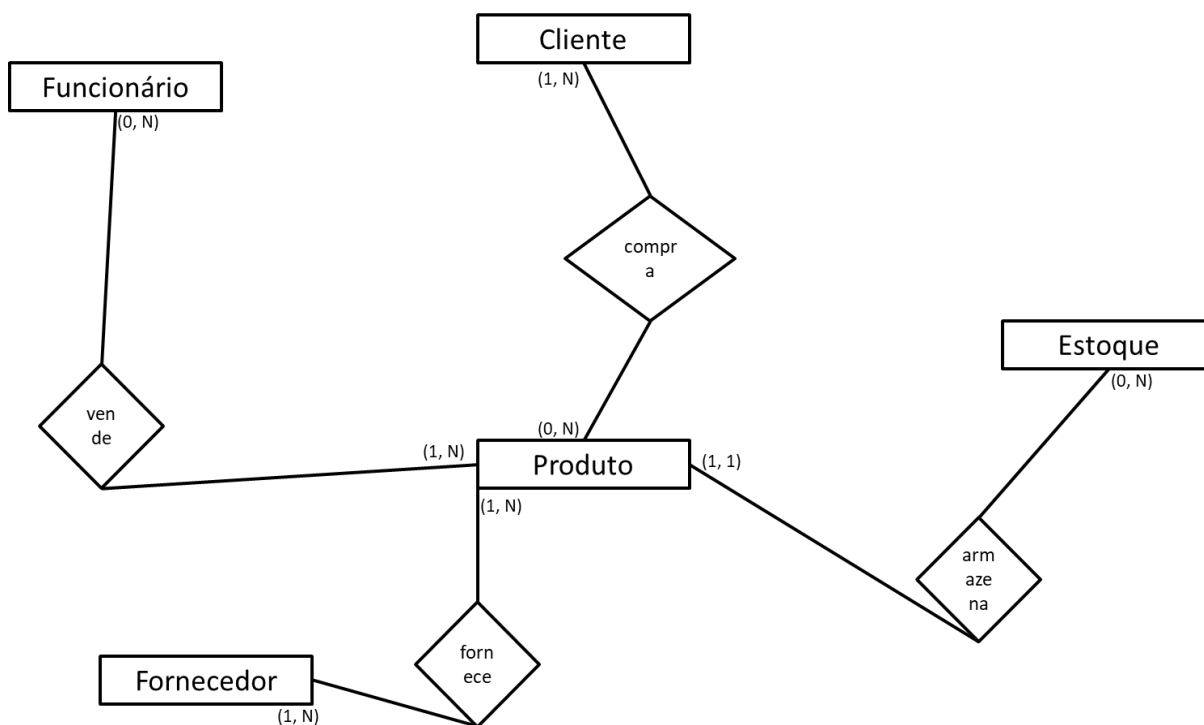 Cliente
(1, N)
Funcionário
(0, N)
compr
a
Estoque
(0, N)
ven
de
(0, N)
(1, N)
Produto
(1, 1)
(1, N)
arm
aze
na
forn
ece
Fornecedor
(1, N)